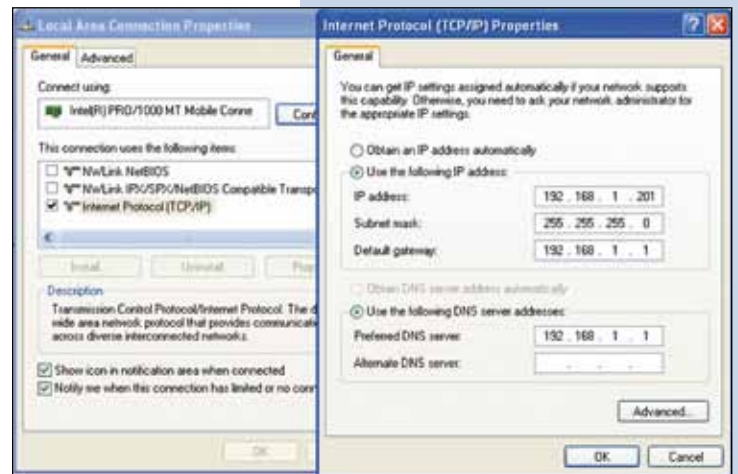 Local Area Connection Properties
General Advanced
Connect using:
Intel(R) PRO/1000 MT Mobile Conne
Conf
This connection uses the following items:
NwLink NetBIOS
NwLink IPX/SPX/NetBIOS Compatible Transpo
Internet Protocol (TCP/IP)
Install... Uninstall Prop
Description
Transmission Control Protocol/Internet Protocol. The d
wide area network protocol that provides communicati
across diverse interconnected networks.
Show icon in notification area when connected
Notify me when this connection has limited or no conn
OK
Internet Protocol (TCP/IP) Properties
General
You can get IP settings assigned automatically if your network supports
this capability. Otherwise, you need to ask your network administrator for
the appropriate IP settings.
Obtain an IP address automatically
Use the following IP address:
IP address: 192 . 168 . 1 . 201
Subnet mask: 255 . 255 . 255 . 0
Default gateway: 192 . 168 . 1 . 1
Obtain DNS server address automatically
Use the following DNS server addresses:
Preferred DNS server: 192 . 168 . 1 . 1
Alternate DNS server: . . .
Advanced...
OK Cancel